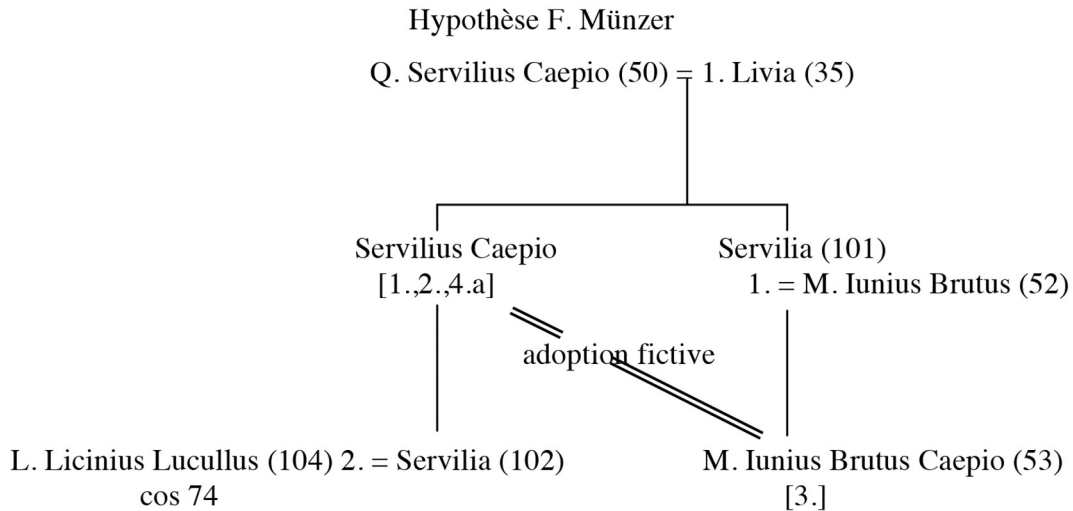 Hypothèse F. Münzer
Q. Servilius Caepio (50) = 1. Livia (35)
Servilius Caepio
[1.,2.,4.a]
Servilia (101)
1. = M. Iunius Brutus (52)
adoption fictive
L. Licinius Lucullus (104) 2. = Servilia (102)
cos 74
M. Iunius Brutus Caepio (53)
[3.]